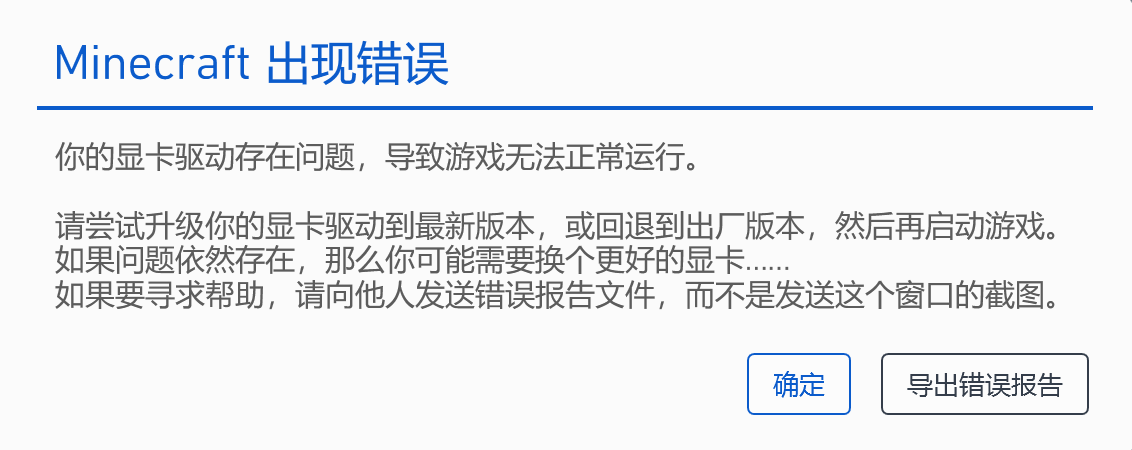 Minecraft 出现错误
你的显卡驱动存在问题，导致游戏无法正常运行。
请尝试升级你的显卡驱动到最新版本，或回退到出厂版本，然后再启动游戏。
如果问题依然存在，那么你可能需要换个更好的显卡......
如果要寻求帮助，请向他人发送错误报告文件，而不是发送这个窗口的截图。
确定
导出错误报告